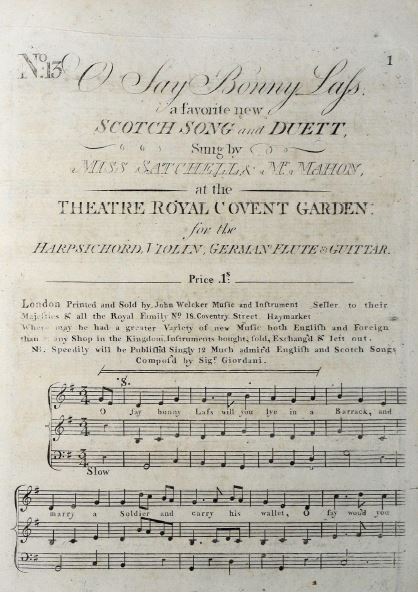 No. 13
1
O Say Bonny Lass.
a favorite new
SCOTCH SONG and DUETT,
Sung by
MISS SATCHELL & Mr. MAHON,
at the
THEATRE ROYAL COVENT GARDEN.
for the
HARPSICHORD, VIOLIN, GERMAN FLUTE & GUITTAR.
Price 1s.
London Printed and Sold by John Welcker Music and Instrument Seller to their
Majesties & all the Royal Family No. 18. Coventry Street Haymarket
Where may be had a greater Variety of new Music both English and Foreign
than any Shop in the Kingdom. Instruments bought, sold, Exchang'd & left out.
NB. Speedily will be Publish'd Singly 12 Much admir'd English and Scotch Songs
Compos'd by Sigr. Giordani.
:S:
O Say bonny Lass will you lye in a Barrack, and
Slow
marry a Soldier and carry his wallet, O say wou'd you